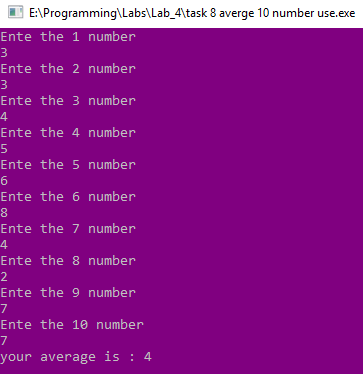 E:\Programming\Labs\Lab_4\task 8 averge 10 number use.exe
Ente the 1 number
3
Ente the 2 number
3
Ente the 3 number
4
Ente the 4 number
5
Ente the 5 number
6
Ente the 6 number
8
Ente the 7 number
4
Ente the 8 number
2
Ente the 9 number
7
Ente the 10 number
7
your average is : 4